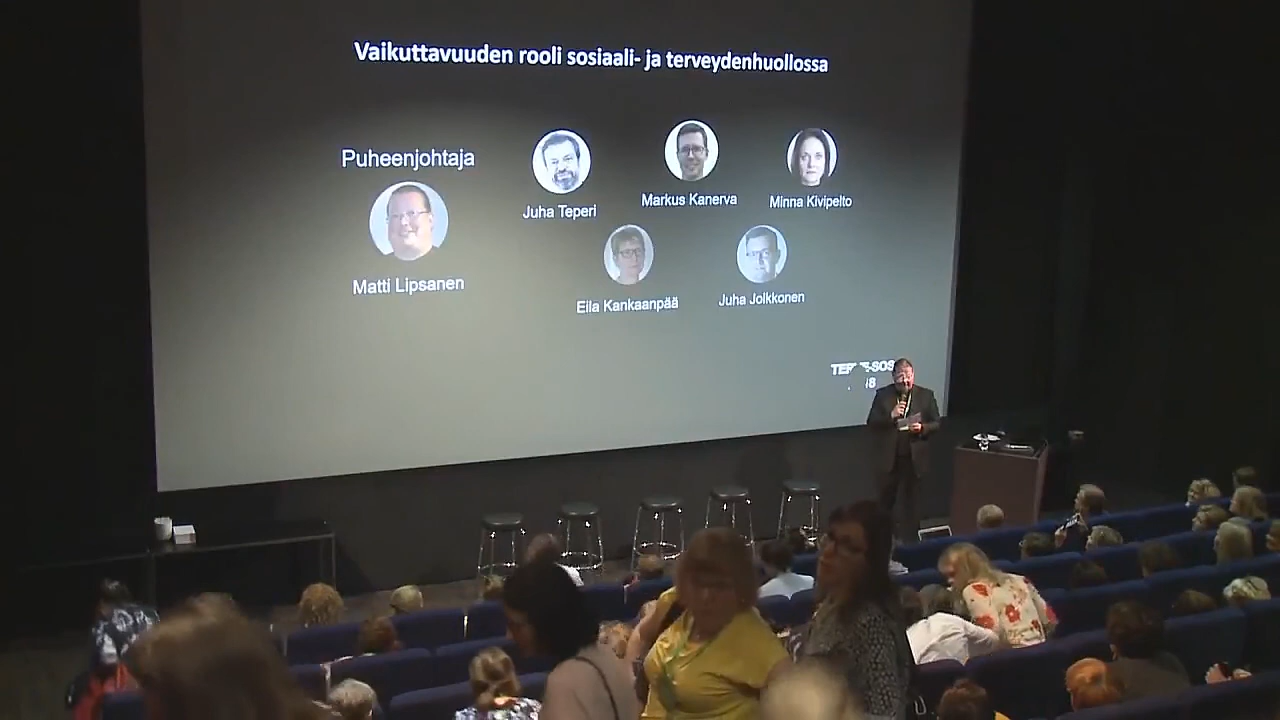 Vaikuttavuuden rooli sosiaali- ja terveydenhuollossa
Puheenjohtaja
Matti Lipsanen
Juha Teperi
Markus Kanerva
Minna Kivipelto
Eila Kankaanpää
Juha Jolkkonen